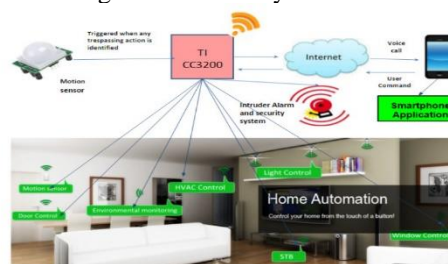 Triggered when any
trespassing action is
identified
TI
CC3200
Internet
Voice
call
User
Command
Motion
sensor
Intruder Alarm
and security
system
Smartphone
Application
Light Control
Motion sensor
HVAC Control
Door Control
Environmental monitoring
Home Automation
Control your home from the touch of a button!
Window Control
STB